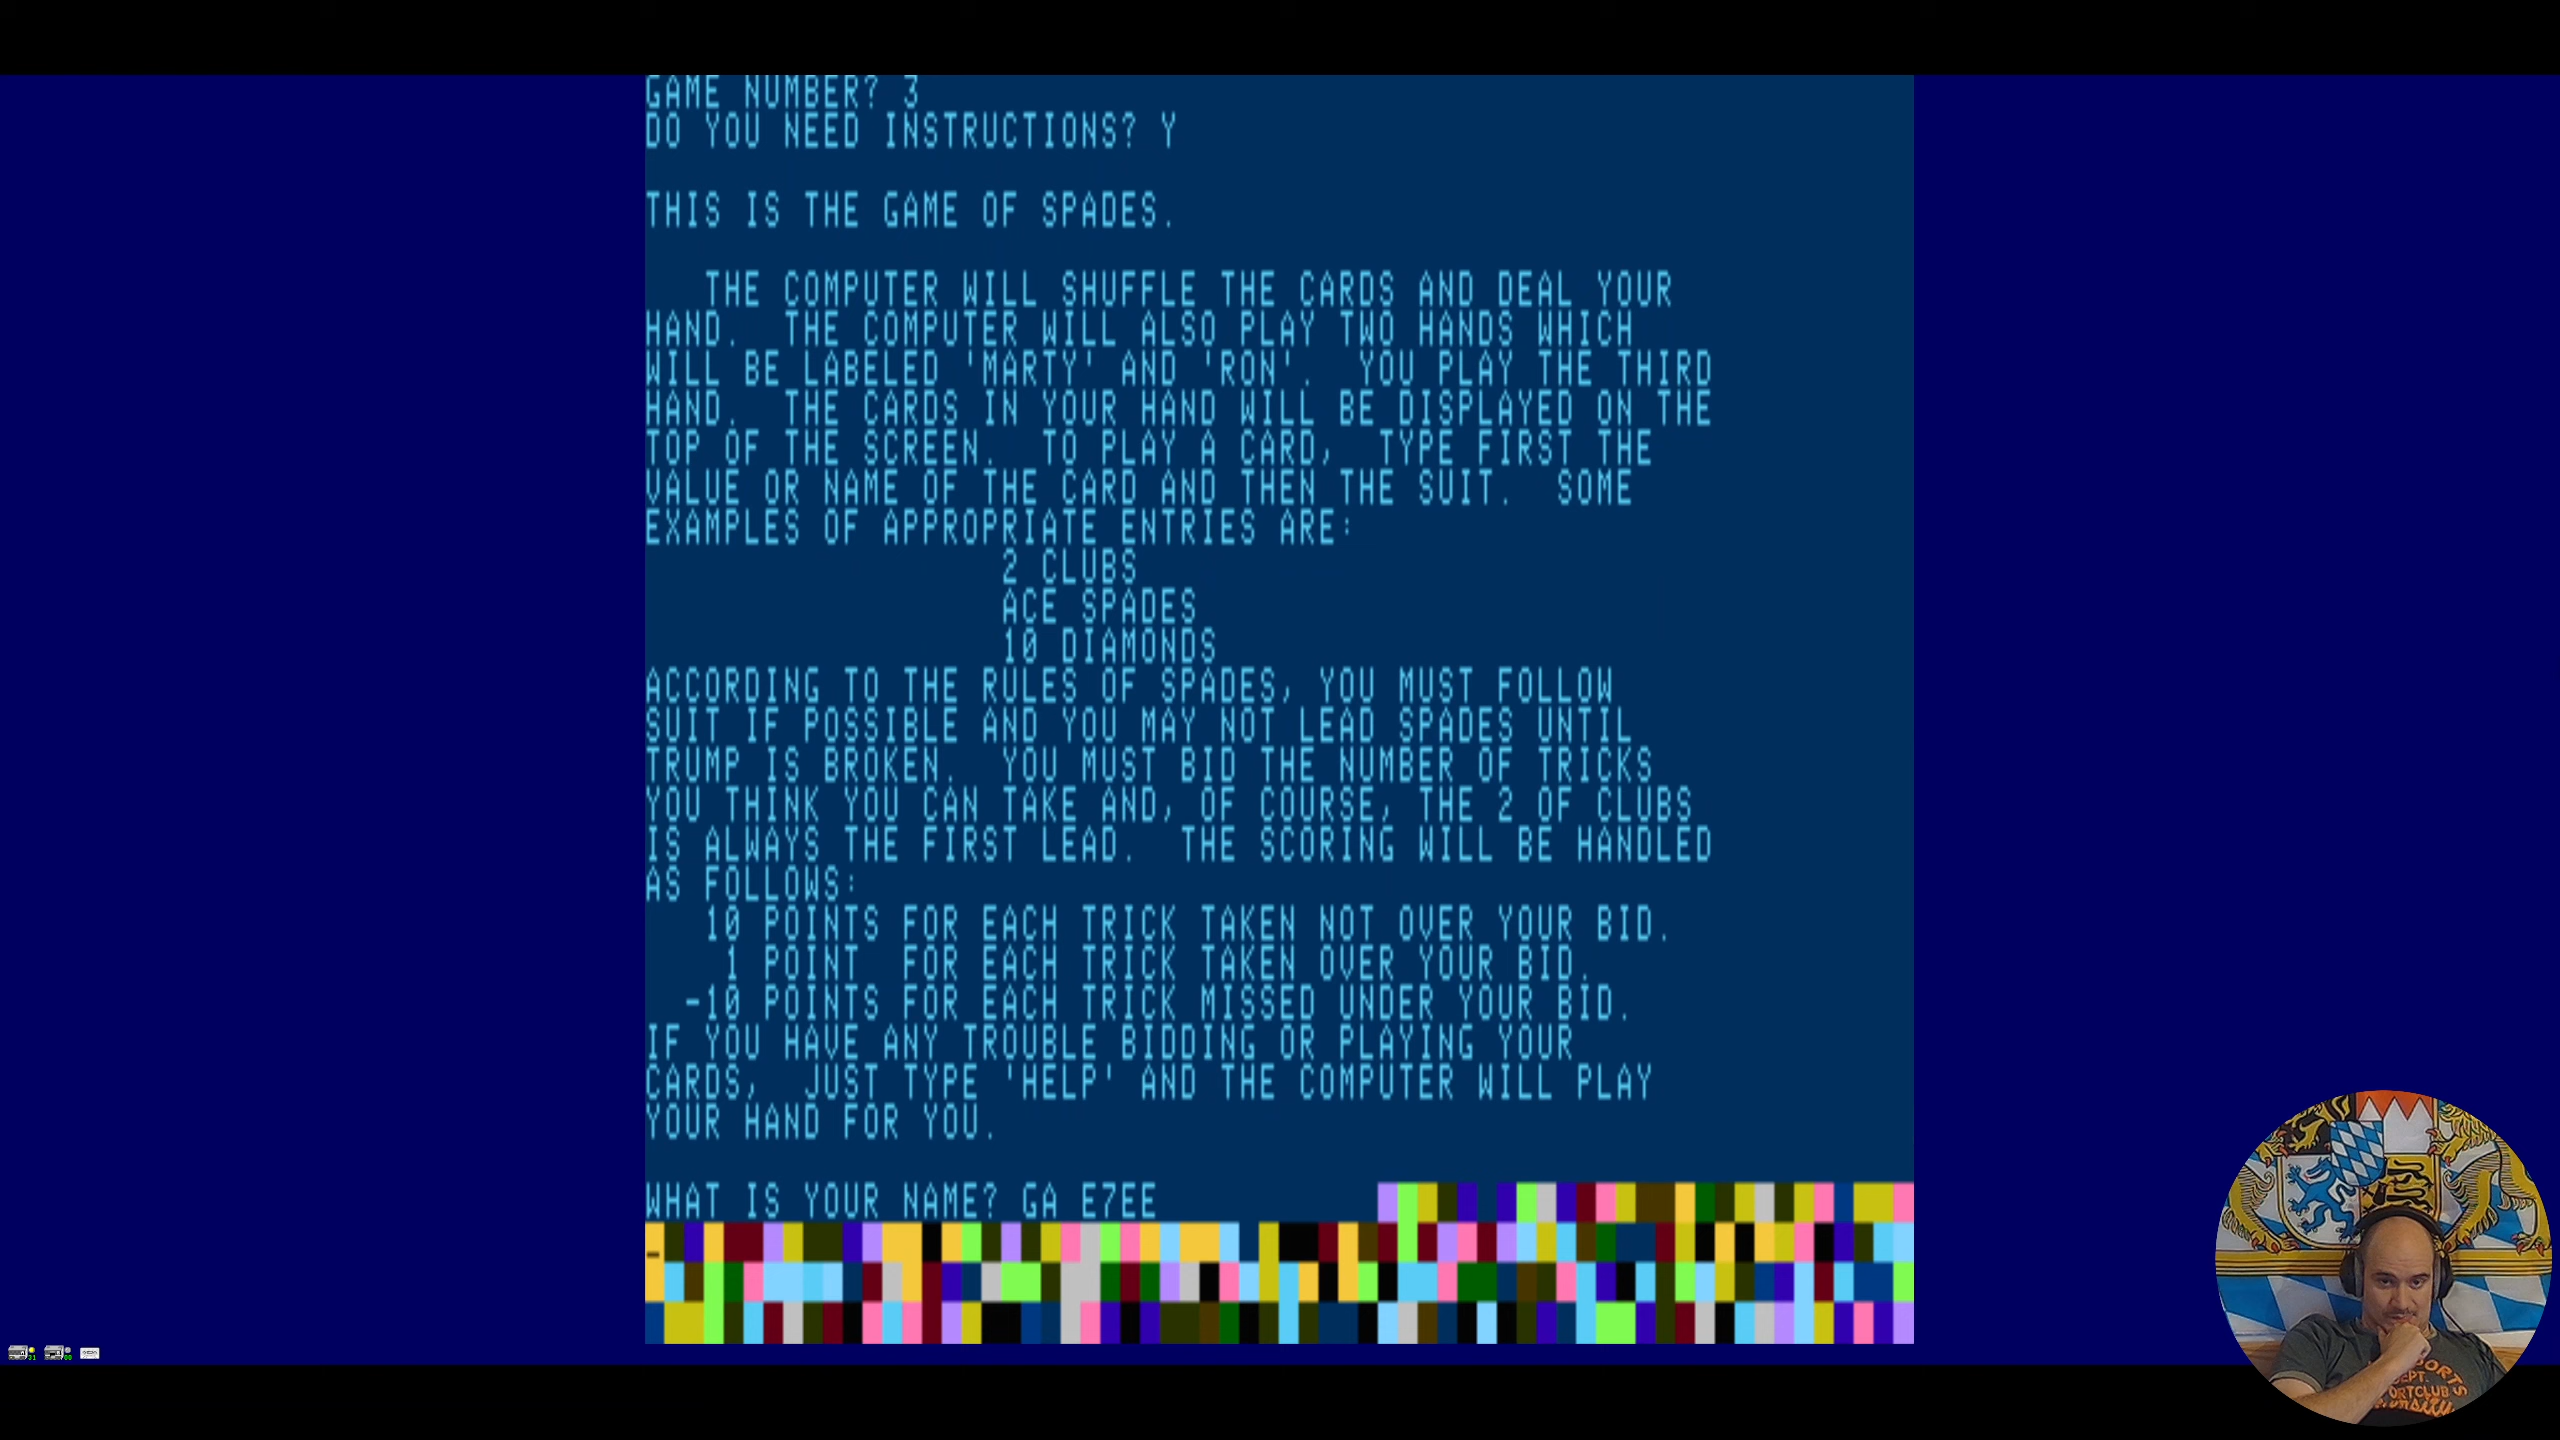 GAME NUMBER? 3
DO YOU NEED INSTRUCTIONS? Y
THIS IS THE GAME OF SPADES.
THE COMPUTER WILL SHUFFLE THE CARDS AND DEAL YOUR
HAND. THE COMPUTER WILL ALSO PLAY TWO HANDS WHICH
WILL BE LABELED 'MARTY' AND 'RON'. YOU PLAY THE THIRD
HAND. THE CARDS IN YOUR HAND WILL BE DISPLAYED ON THE
TOP OF THE SCREEN. TO PLAY A CARD, TYPE FIRST THE
VALUE OR NAME OF THE CARD AND THEN THE SUIT. SOME
EXAMPLES OF APPROPRIATE ENTRIES ARE:
2 CLUBS
ACE SPADES
10 DIAMONDS
ACCORDING TO THE RULES OF SPADES, YOU MUST FOLLOW
SUIT IF POSSIBLE AND YOU MAY NOT LEAD SPADES UNTIL
TRUMP IS BROKEN. YOU MUST BID THE NUMBER OF TRICKS
YOU THINK YOU CAN TAKE AND, OF COURSE, THE 2 OF CLUBS
IS ALWAYS THE FIRST LEAD. THE SCORING WILL BE HANDLED
AS FOLLOWS:
10 POINTS FOR EACH TRICK TAKEN NOT OVER YOUR BID.
1 POINT FOR EACH TRICK TAKEN OVER YOUR BID.
-10 POINTS FOR EACH TRICK MISSED UNDER YOUR BID.
IF YOU HAVE ANY TROUBLE BIDDING OR PLAYING YOUR
CARDS, JUST TYPE 'HELP' AND THE COMPUTER WILL PLAY
YOUR HAND FOR YOU.
WHAT IS YOUR NAME? GA E7EE